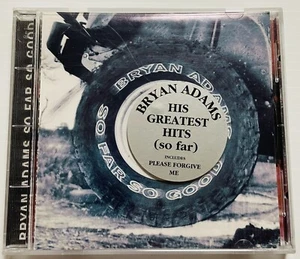 BRYAN ADAMS SO FAR SO GOOD
BRYAN ADAMS
SO FAR SO GOOD
BRYAN ADAMS
HIS
GREATEST
HITS
(so far)
INCLUDES
PLEASE FORGIVE
ME